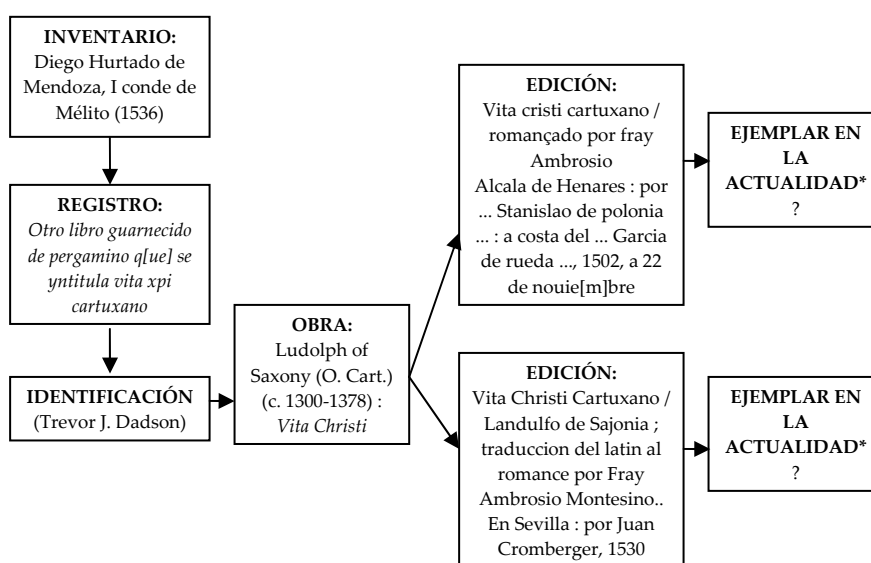 INVENTARIO:
Diego Hurtado de
Mendoza, I conde de
Mélito (1536)
REGISTRO:
Otro libro guarnecido
de pergamino q[ue] se
yntitula vita xpi
cartuxano
IDENTIFICACIÓN
(Trevor J. Dadson)
OBRA:
Ludolph of
Saxony (O. Cart.)
(c. 1300-1378) :
Vita Christi
EDICIÓN:
Vita cristi cartuxano /
romançado por fray
Ambrosio
Alcala de Henares : por
... Stanislao de polonia
... : a costa del ... Garcia
de rueda ..., 1502, a 22
de nouie[m]bre
EJEMPLAR EN
LA
ACTUALIDAD*
?
EDICIÓN:
Vita Christi Cartuxano /
Landulfo de Sajonia ;
traduccion del latin al
romance por Fray
Ambrosio Montesino..
En Sevilla : por Juan
Cromberger, 1530
EJEMPLAR EN
LA
ACTUALIDAD*
?